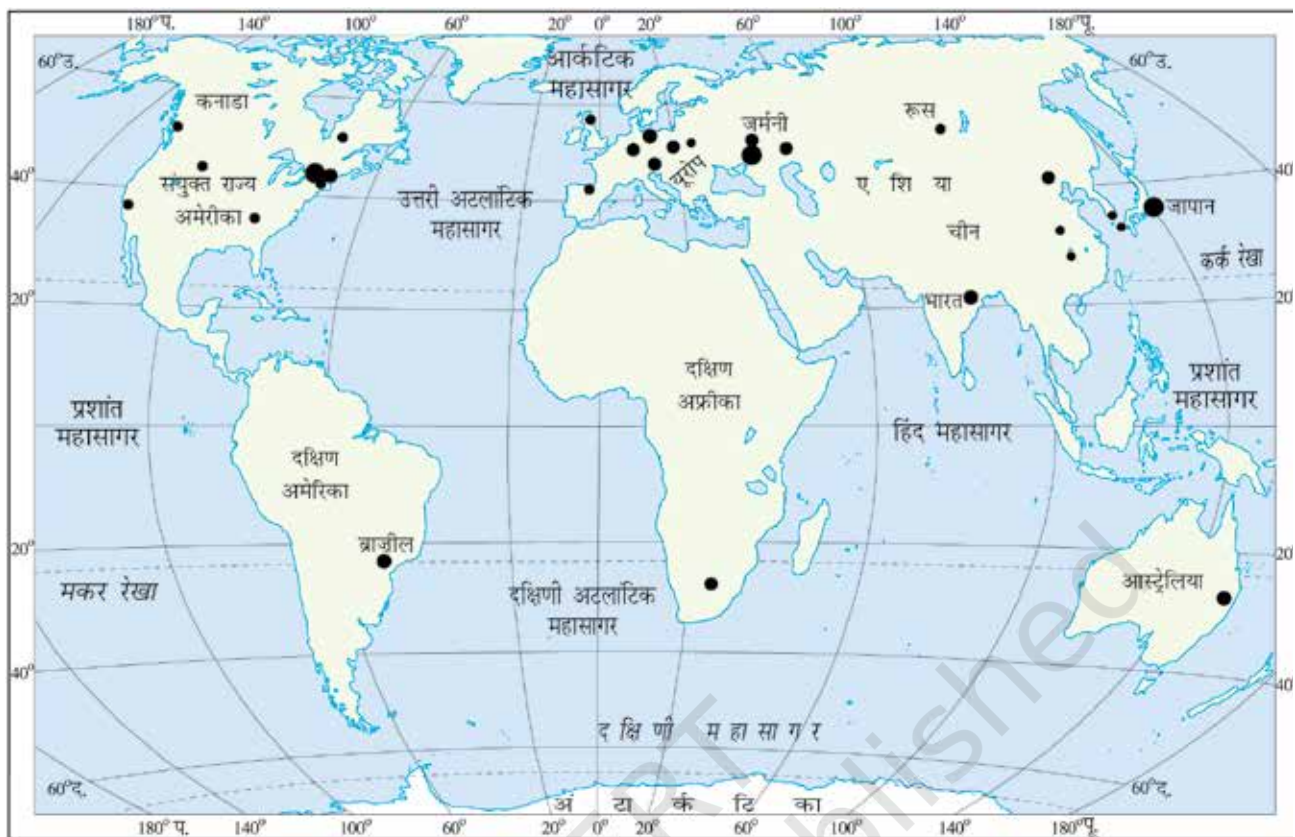 180°प. 140° 100° 60° 20° 0° 20° 60° 100° 140° 180°पू.
60°उ. 60°उ.
आर्कटिक
महासागर
कनाडा
जर्मनी
रूस
यूरोप
40° 40°
संयुक्त राज्य
अमेरीका
उत्तरी अटलांटिक
महासागर
ए शि या
जापान
चीन
कर्क रेखा
20° 20°
भारत
दक्षिण
अफ्रीका
प्रशांत
महासागर
प्रशांत
महासागर
हिंद महासागर
दक्षिण
अमेरिका
ब्राज़ील
20° 20°
मकर रेखा
दक्षिणी अटलांटिक
महासागर
आस्ट्रेलिया
40° 40°
द क्षि णी म हा सा ग र
60°द. 60°द.
अं टा र्क टि का
180°प. 140° 100° 60° 20° 0° 20° 60° 100° 140° 180°पू.